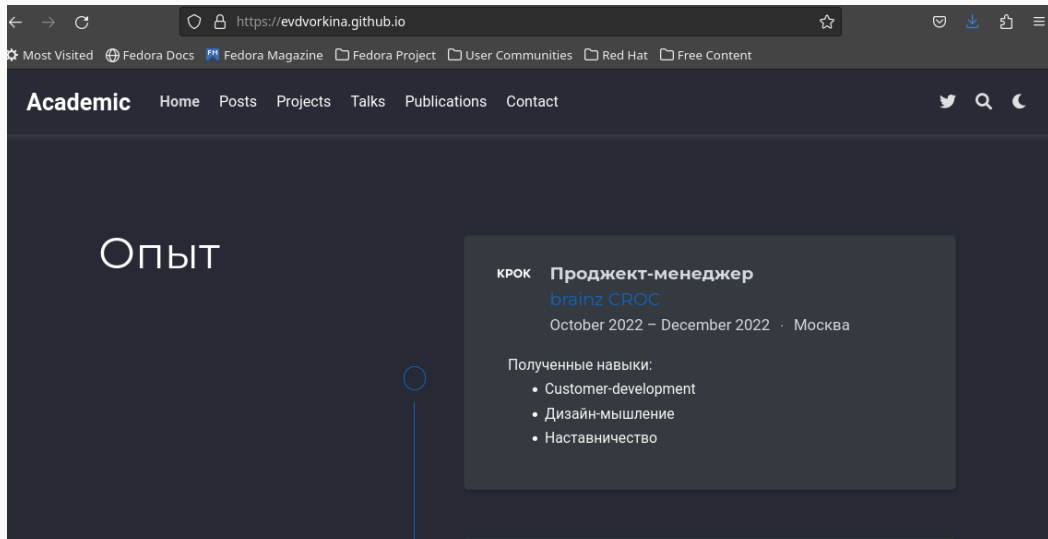 https://evdvorkina.github.io
Most Visited Fedora Docs FM Fedora Magazine Fedora Project User Communities Red Hat Free Content
Academic Home Posts Projects Talks Publications Contact
Опыт
КРОК Проджект-менеджер
brainz CROC
October 2022 – December 2022 · Москва
Полученные навыки:
• Customer-development
• Дизайн-мышление
• Наставничество